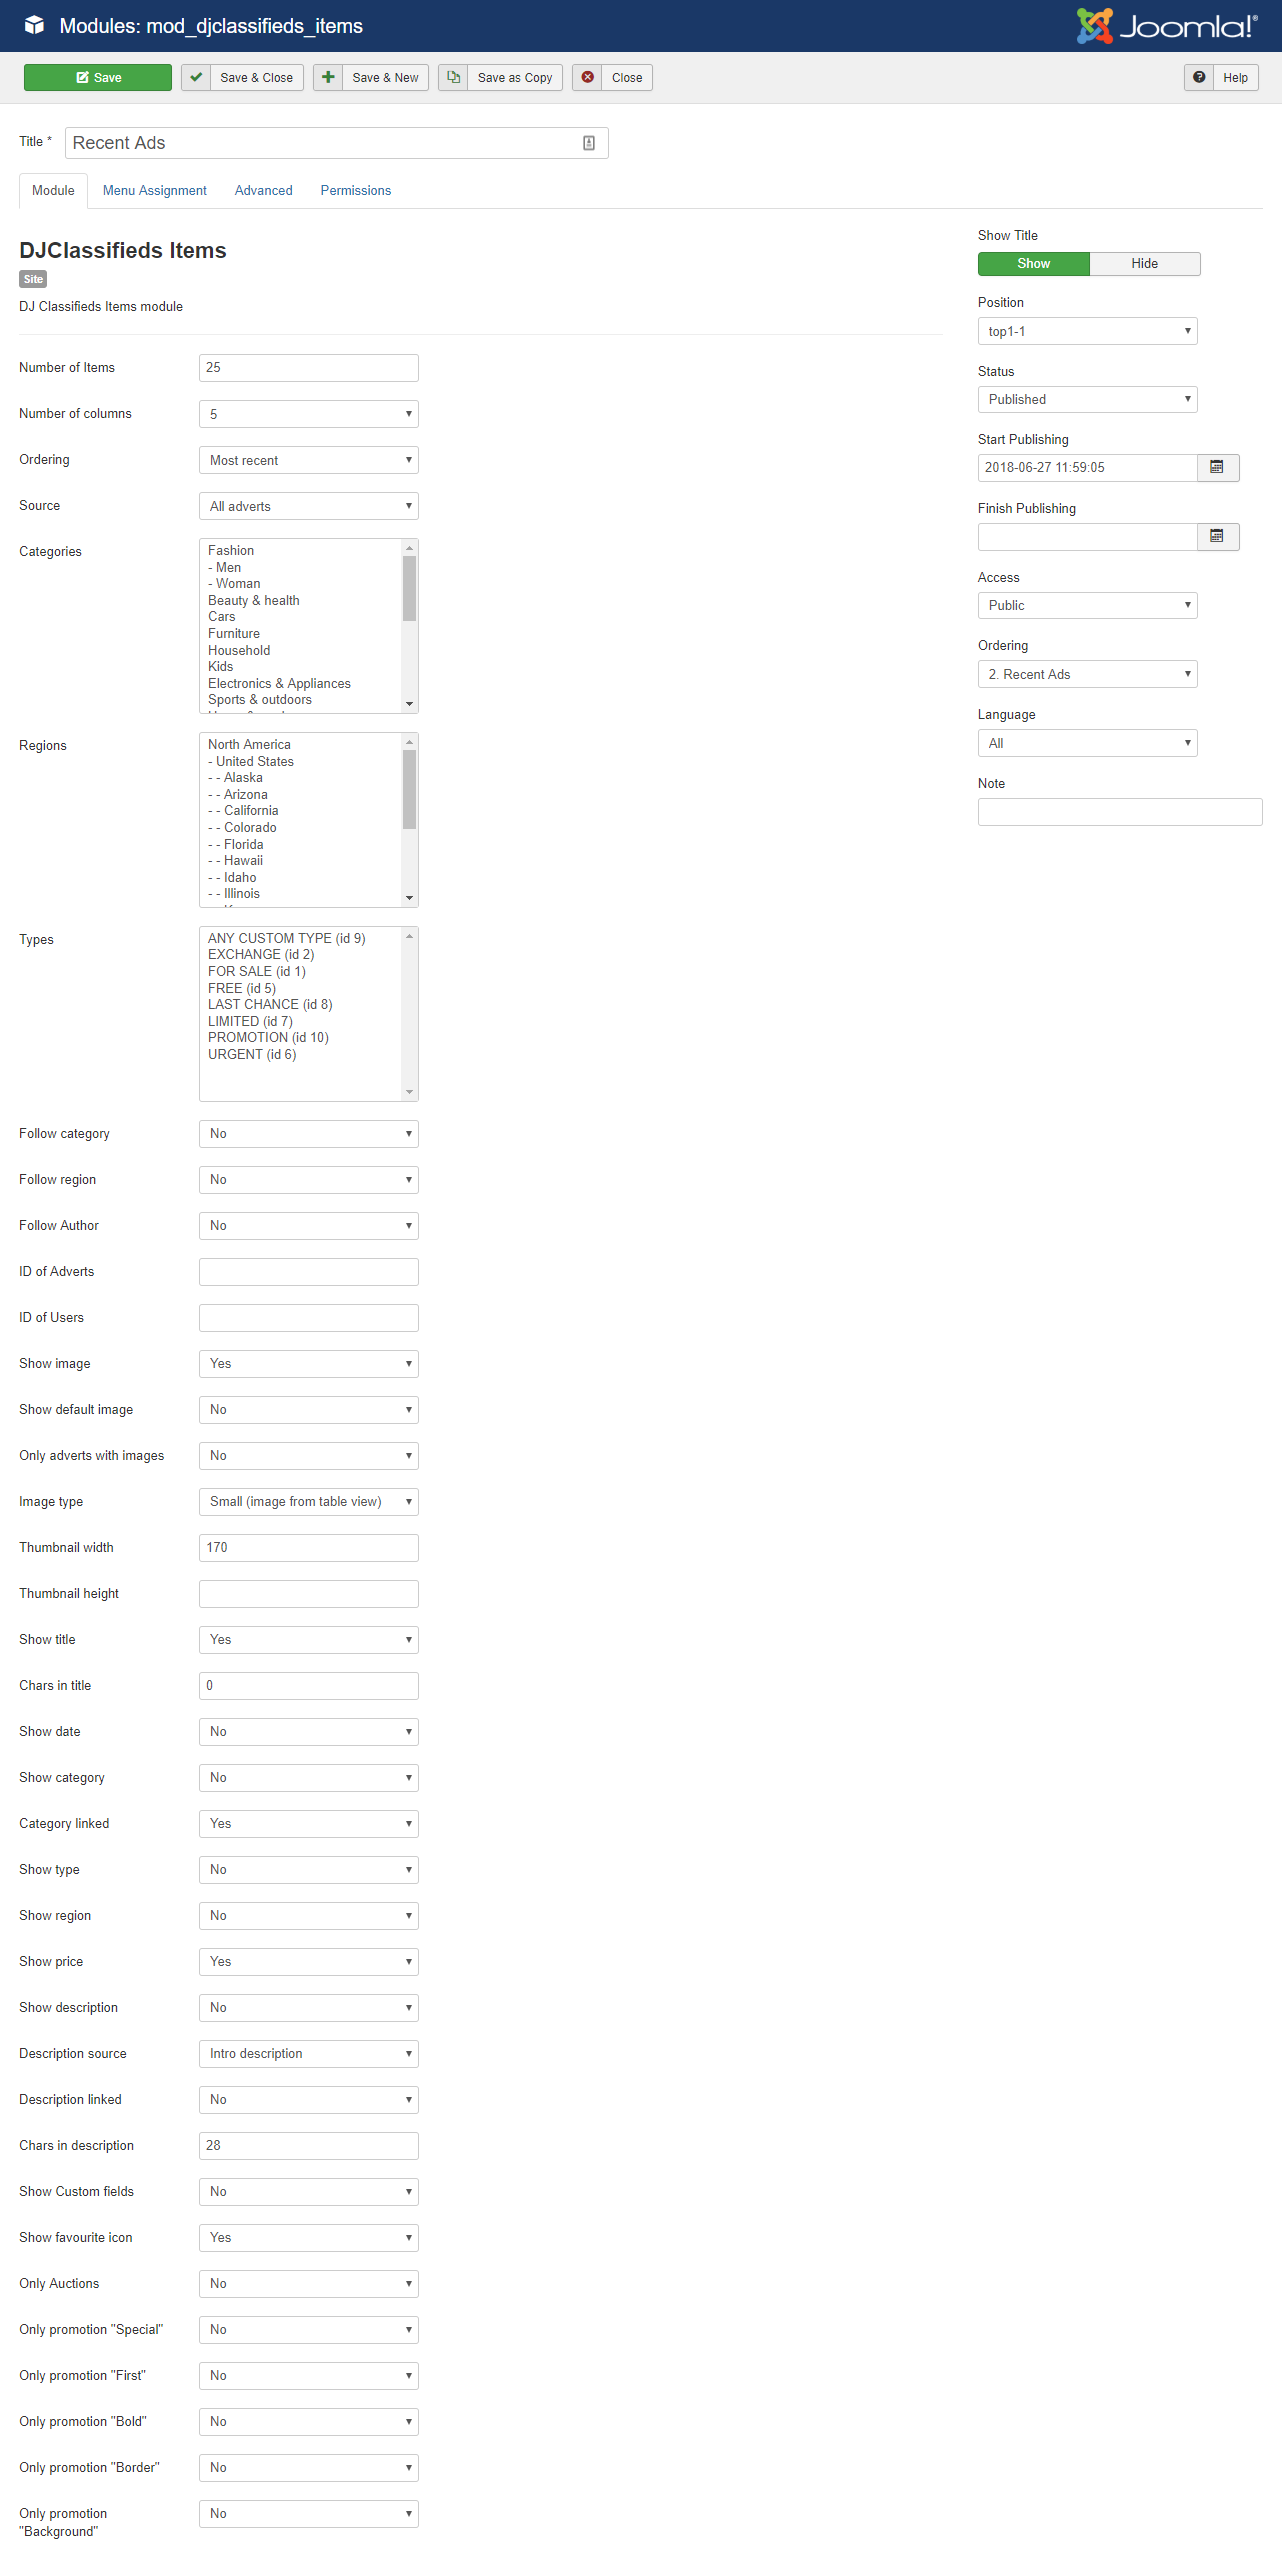 Modules: mod_djclassifieds_items
Joomla!®
Save
Save & Close
Save & New
Save as Copy
Close
Help
Title *
Recent Ads
Module
Menu Assignment
Advanced
Permissions
DJClassifieds Items
Site
DJ Classifieds Items module
Number of Items
25
Number of columns
5
Ordering
Most recent
Source
All adverts
Categories
Fashion
- Men
- Woman
Beauty & health
Cars
Furniture
Household
Kids
Electronics & Appliances
Sports & outdoors
Regions
North America
- United States
- - Alaska
- - Arizona
- - California
- - Colorado
- - Florida
- - Hawaii
- - Idaho
- - Illinois
Types
ANY CUSTOM TYPE (id 9)
EXCHANGE (id 2)
FOR SALE (id 1)
FREE (id 5)
LAST CHANCE (id 8)
LIMITED (id 7)
PROMOTION (id 10)
URGENT (id 6)
Follow category
No
Follow region
No
Follow Author
No
ID of Adverts
ID of Users
Show image
Yes
Show default image
No
Only adverts with images
No
Image type
Small (image from table view)
Thumbnail width
170
Thumbnail height
Show title
Yes
Chars in title
0
Show date
No
Show category
No
Category linked
Yes
Show type
No
Show region
No
Show price
Yes
Show description
No
Description source
Intro description
Description linked
No
Chars in description
28
Show Custom fields
No
Show favourite icon
Yes
Only Auctions
No
Only promotion "Special"
No
Only promotion "First"
No
Only promotion "Bold"
No
Only promotion "Border"
No
Only promotion
"Background"
No
Show Title
Show
Hide
Position
top1-1
Status
Published
Start Publishing
2018-06-27 11:59:05
Finish Publishing
Access
Public
Ordering
2. Recent Ads
Language
All
Note